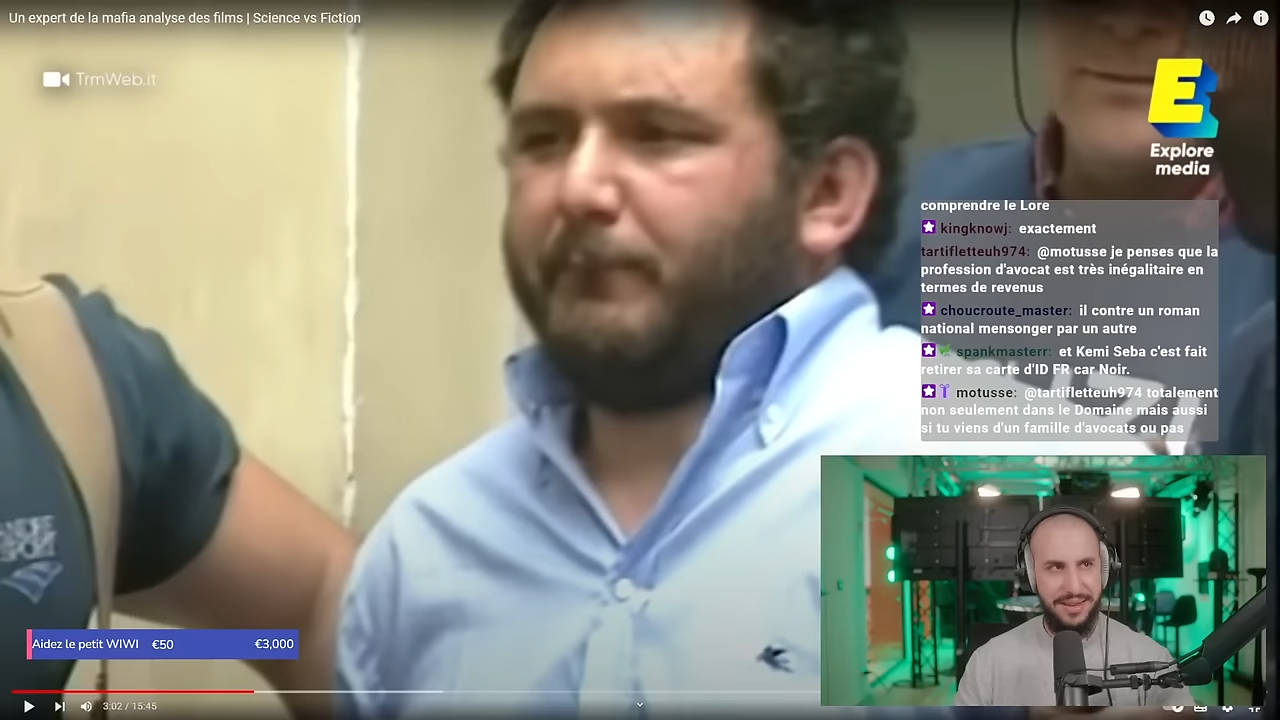 Un expert de la mafia analyse des films | Science vs Fiction
TrmWeb.it
E
Explore
media
comprendre le Lore
kingknowj: exactement
tartifletteuh974: @motusse je penses que la
profession d'avocat est très inégalitaire en
termes de revenus
choucroute_master: il contre un roman
national mensonger par un autre
spankmasterr: et Kemi Seba c'est fait
retirer sa carte d'ID FR car Noir.
motusse: @tartifletteuh974 totalement
non seulement dans le Domaine mais aussi
si tu viens d'un famille d'avocats ou pas
Aidez le petit WIWI €50 €3,000
3:02 / 15:45